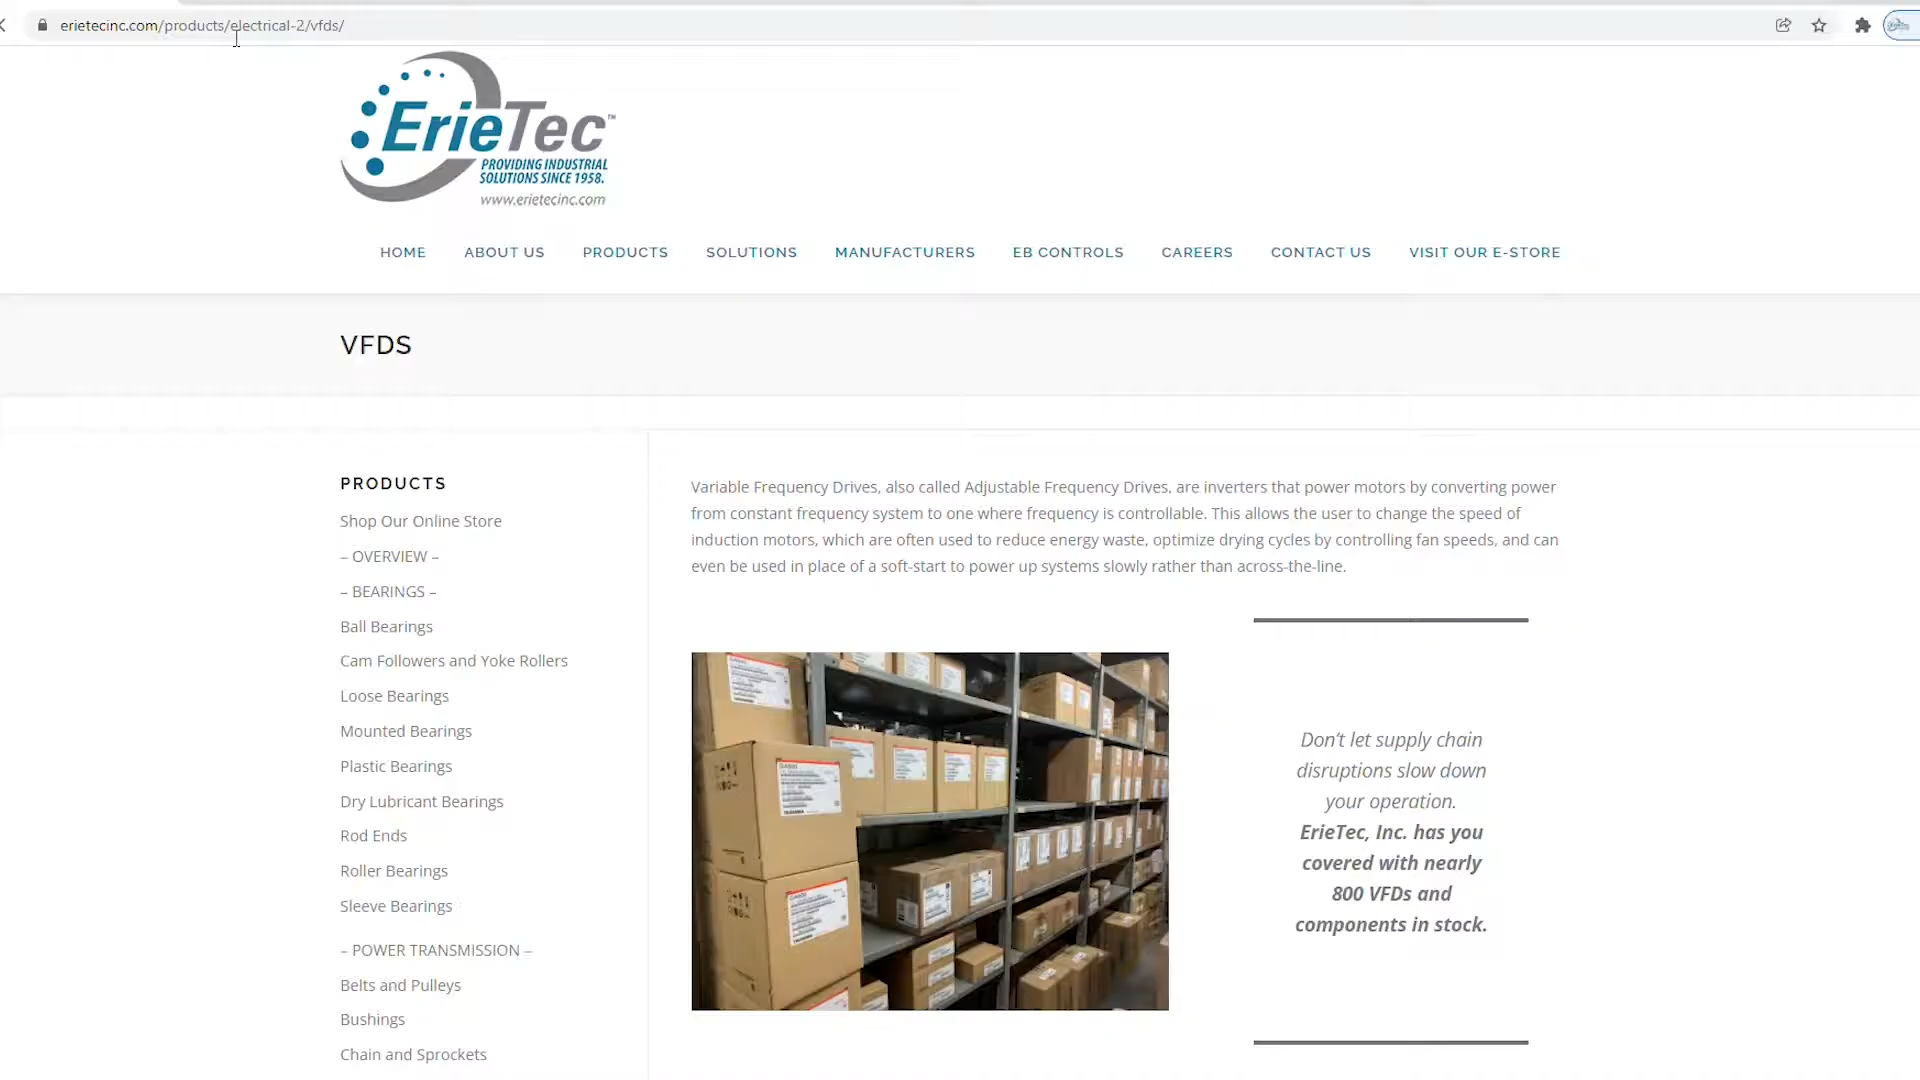 erietecinc.com/products/electrical-2/vfds/
ErieTec™
PROVIDING INDUSTRIAL
SOLUTIONS SINCE 1958.
www.erietecinc.com
HOME ABOUT US PRODUCTS SOLUTIONS MANUFACTURERS EB CONTROLS CAREERS CONTACT US VISIT OUR E-STORE
VFDS
PRODUCTS
Shop Our Online Store
– OVERVIEW –
– BEARINGS –
Ball Bearings
Cam Followers and Yoke Rollers
Loose Bearings
Mounted Bearings
Plastic Bearings
Dry Lubricant Bearings
Rod Ends
Roller Bearings
Sleeve Bearings
– POWER TRANSMISSION –
Belts and Pulleys
Bushings
Chain and Sprockets
Variable Frequency Drives, also called Adjustable Frequency Drives, are inverters that power motors by converting power
from constant frequency system to one where frequency is controllable. This allows the user to change the speed of
induction motors, which are often used to reduce energy waste, optimize drying cycles by controlling fan speeds, and can
even be used in place of a soft-start to power up systems slowly rather than across-the-line.
Don't let supply chain
disruptions slow down
your operation.
ErieTec, Inc. has you
covered with nearly
800 VFDs and
components in stock.